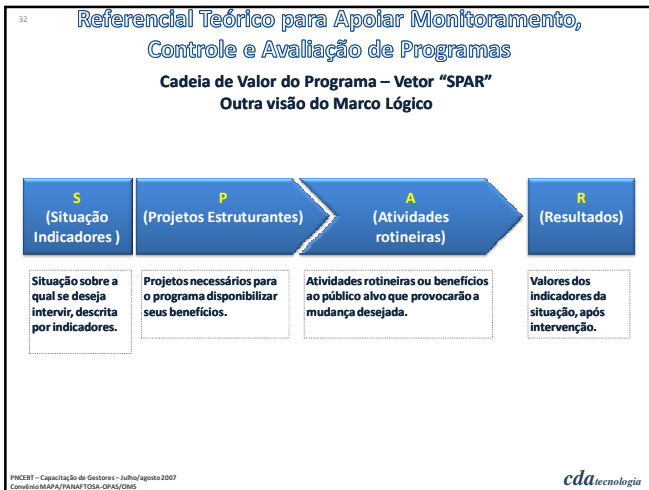 32
Referencial Teórico para Apoiar Monitoramento,
Controle e Avaliação de Programas
Cadeia de Valor do Programa – Vetor “SPAR”
Outra visão do Marco Lógico
S
(Situação
Indicadores )
P
(Projetos Estruturantes)
A
(Atividades
rotineiras)
R
(Resultados)
Situação sobre a
qual se deseja
intervir, descrita
por indicadores.
Projetos necessários para
o programa disponibilizar
seus benefícios.
Atividades rotineiras ou benefícios
ao público alvo que provocarão a
mudança desejada.
Valores dos
indicadores da
situação, após
intervenção.
PNCEBT – Capacitação de Gestores – Julho/agosto 2007
Convênio MAPA/PANAFTOSA-OPAS/OMS
cda tecnologia